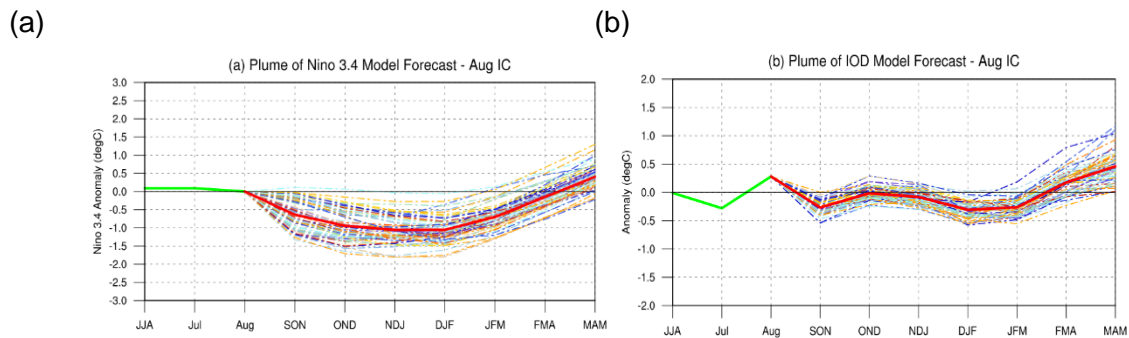 (a)
(b)
(a) Plume of Nino 3.4 Model Forecast - Aug IC
Nino 3.4 Anomaly (degC)
3.0
2.5
2.0
1.5
1.0
0.5
0.0
-0.5
-1.0
-1.5
-2.0
-2.5
-3.0
JJA Jul Aug SON OND NDJ DJF JFM FMA MAM
(b) Plume of IOD Model Forecast - Aug IC
Anomaly (degC)
2.0
1.5
1.0
0.5
0.0
-0.5
-1.0
-1.5
-2.0
JJA Jul Aug SON OND NDJ DJF JFM FMA MAM